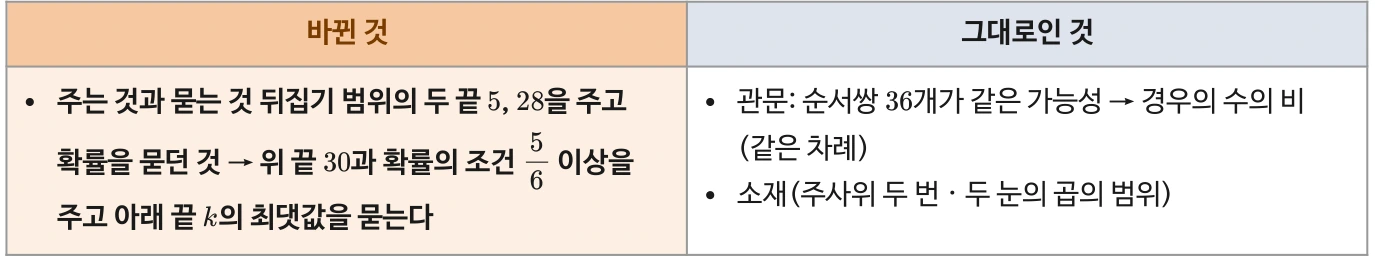 바뀐 것
그대로인 것
• 주는 것과 묻는 것 뒤집기 범위의 두 끝 5, 28을 주고
확률을 묻던 것 → 위 끝 30과 확률의 조건 5/6 이상을
주고 아래 끝 k의 최댓값을 묻는다
• 관문: 순서쌍 36개가 같은 가능성 → 경우의 수의 비
(같은 차례)
• 소재(주사위 두 번 · 두 눈의 곱의 범위)